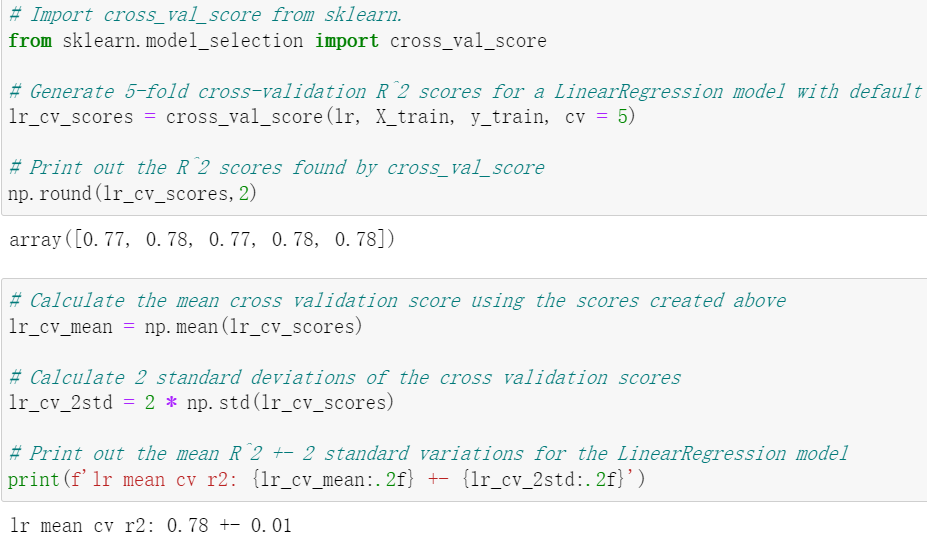 # Import cross_val_score from sklearn.
from sklearn.model_selection import cross_val_score
# Generate 5-fold cross-validation R^2 scores for a LinearRegression model with default
lr_cv_scores = cross_val_score(lr, X_train, y_train, cv = 5)
# Print out the R^2 scores found by cross_val_score
np.round(lr_cv_scores,2)
array([0.77, 0.78, 0.77, 0.78, 0.78])
# Calculate the mean cross validation score using the scores created above
lr_cv_mean = np.mean(lr_cv_scores)
# Calculate 2 standard deviations of the cross validation scores
lr_cv_2std = 2 * np.std(lr_cv_scores)
# Print out the mean R^2 +- 2 standard variations for the LinearRegression model
print(f'lr mean cv r2: {lr_cv_mean:.2f} +- {lr_cv_2std:.2f}')
lr mean cv r2: 0.78 +- 0.01